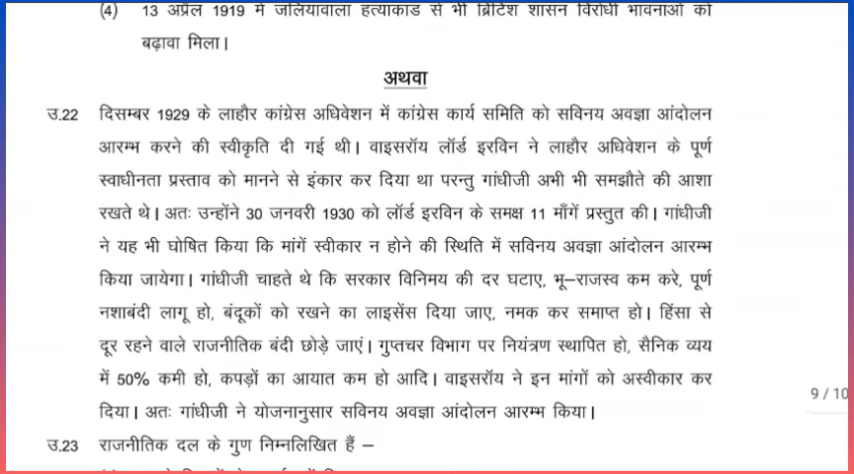 (4) 13 अप्रैल 1919 में जलियांवाला हत्याकांड से भी ब्रिटिश शासन विरोधी भावनाओं को
बढ़ावा मिला।
अथवा
उ.22 दिसम्बर 1929 के लाहौर कांग्रेस अधिवेशन में कांग्रेस कार्य समिति को सविनय अवज्ञा आंदोलन
आरम्भ करने की स्वीकृति दी गई थी। वाइसरॉय लॉर्ड इरविन ने लाहौर अधिवेशन के पूर्ण
स्वाधीनता प्रस्ताव को मानने से इंकार कर दिया था परन्तु गांधीजी अभी भी समझौते की आशा
रखते थे। अतः उन्होंने 30 जनवरी 1930 को लॉर्ड इरविन के समक्ष 11 माँगें प्रस्तुत की। गांधीजी
ने यह भी घोषित किया कि मांगें स्वीकार न होने की स्थिति में सविनय अवज्ञा आंदोलन आरम्भ
किया जायेगा। गांधीजी चाहते थे कि सरकार विनिमय की दर घटाए, भू–राजस्व कम करे, पूर्ण
नशाबंदी लागू हो, बंदूकों को रखने का लाइसेंस दिया जाए, नमक कर समाप्त हो। हिंसा से
दूर रहने वाले राजनीतिक बंदी छोड़े जाएं। गुप्तचर विभाग पर नियंत्रण स्थापित हो, सैनिक व्यय
में 50% कमी हो, कपड़ों का आयात कम हो आदि। वाइसरॉय ने इन मांगों को अस्वीकार कर
9 / 10
दिया। अतः गांधीजी ने योजनानुसार सविनय अवज्ञा आंदोलन आरम्भ किया।
उ.23 राजनीतिक दल के गुण निम्नलिखित हैं –